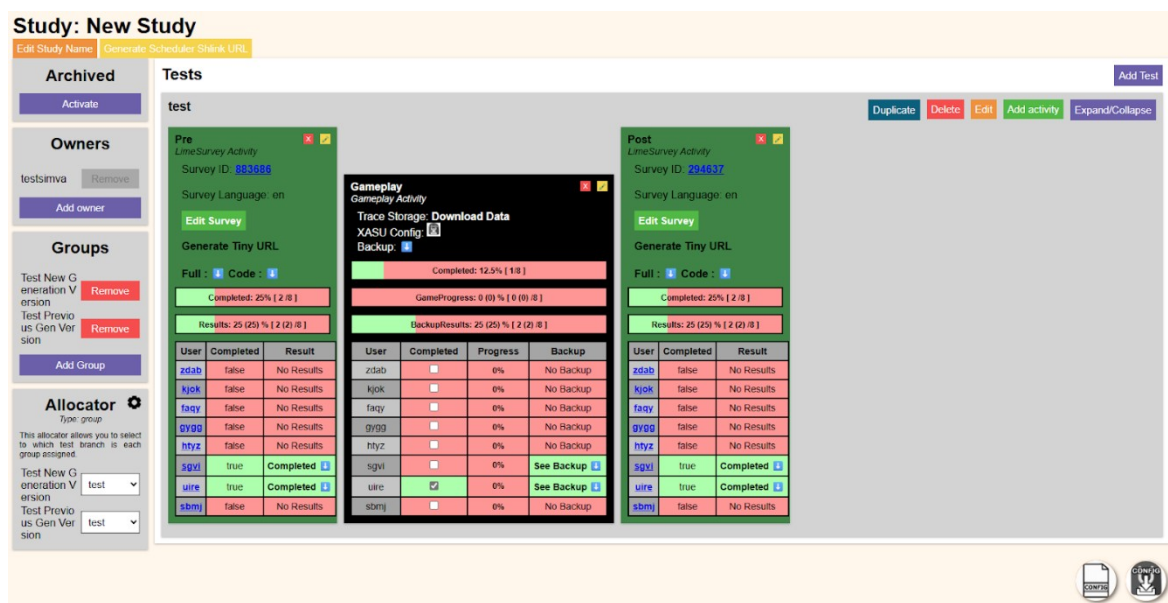 Study: New Study
Edit Study Name Generate Scheduler Shlink URL
Archived
Activate
Owners
testsimva Remove
Add owner
Groups
Test New G
eneration V
ersion
Remove
Test Previo
us Gen Ver
sion
Remove
Add Group
Allocator
Type: group
This allocator allows you to select
to which test branch is each
group assigned.
Test New G
eneration V
ersion
test
Test Previo
us Gen Ver
sion
test
Tests
Add Test
test
Duplicate Delete Edit Add activity Expand/Collapse
Pre X
LimeSurvey Activity
Survey ID: 883686
Survey Language: en
Edit Survey
Generate Tiny URL
Full : Code :
Completed: 25% [ 2 /8 ]
Results: 25 (25) % [ 2 (2) /8 ]
User Completed Result
zdab false No Results
kjok false No Results
faqy false No Results
gygg false No Results
htyz false No Results
sgvi true Completed
uire true Completed
sbmj false No Results
Gameplay X
Gameplay Activity
Trace Storage: Download Data
XASU Config:
Backup:
Completed: 12.5% [ 1/8 ]
GameProgress: 0 (0) % [ 0 (0) /8 ]
BackupResults: 25 (25) % [ 2 (2) /8 ]
User Completed Progress Backup
zdab 0% No Backup
kjok 0% No Backup
faqy 0% No Backup
gygg 0% No Backup
htyz 0% No Backup
sgvi 0% See Backup
uire 0% See Backup
sbmj 0% No Backup
Post X
LimeSurvey Activity
Survey ID: 294637
Survey Language: en
Edit Survey
Generate Tiny URL
Full : Code :
Completed: 25% [ 2 /8 ]
Results: 25 (25) % [ 2 (2) /8 ]
User Completed Result
zdab false No Results
kjok false No Results
faqy false No Results
gygg false No Results
htyz false No Results
sgvi true Completed
uire true Completed
sbmj false No Results
CONFIG
CONFIG